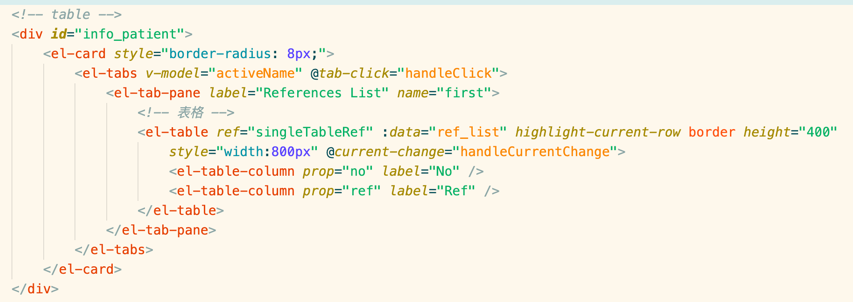 <!-- table -->
<div id="info_patient">
<el-card style="border-radius: 8px;">
<el-tabs v-model="activeName" @tab-click="handleClick">
<el-tab-pane label="References List" name="first">
<!-- 表格 -->
<el-table ref="singleTableRef" :data="ref_list" highlight-current-row border height="400"
style="width:800px" @current-change="handleCurrentChange">
<el-table-column prop="no" label="No" />
<el-table-column prop="ref" label="Ref" />
</el-table>
</el-tab-pane>
</el-tabs>
</el-card>
</div>